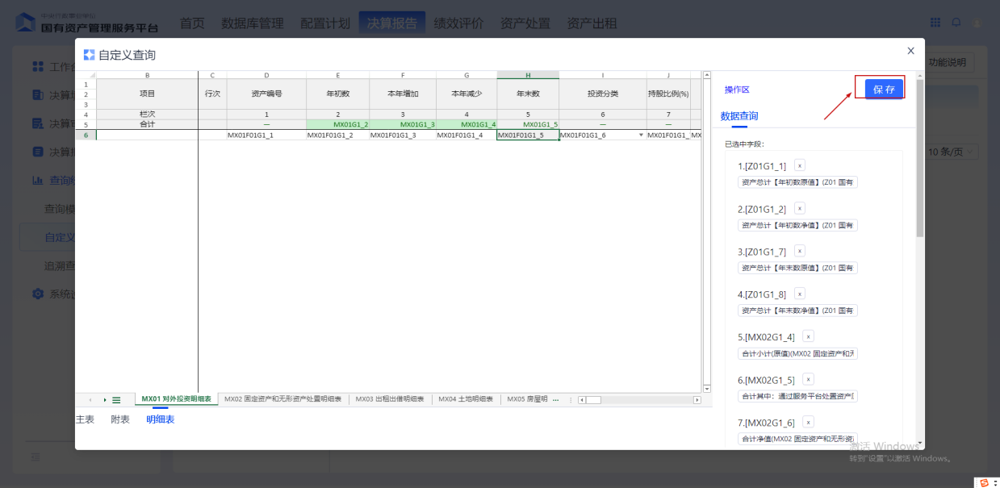 中央行政事业单位
国有资产管理服务平台
首页 数据库管理 配置计划 决算报告 绩效评价 资产处置 资产出租
功能说明
10 条/页
工作台
决算
决算
决算
查询
查询模
自定义
追溯查
系统
自定义查询
X
B C D E F G H I J
1
2 项目 行次 资产编号 年初数 本年增加 本年减少 年末数 投资分类 持股比例(%)
3
4 栏次 1 2 3 4 5 6 7
5 合计 — MX01G1_2 MX01G1_3 MX01G1_4 MX01G1_5 — —
6 MX01F01G1_1 MX01F01G1_2 MX01F01G1_3 MX01F01G1_4 MX01F01G1_5 MX01F01G1_6 MX01F01G1_ MX
MX01 对外投资明细表 MX02 固定资产和无形资产处置明细表 MX03 出租出借明细表 MX04 土地明细表 MX05 房屋明 ...
主表 附表 明细表
操作区
保 存
数据查询
已选中字段：
1.[Z01G1_1] x
资产总计【年初数原值】(Z01 国有
2.[Z01G1_2] x
资产总计【年初数净值】(Z01 国有
3.[Z01G1_7] x
资产总计【年末数原值】(Z01 国有
4.[Z01G1_8] x
资产总计【年末数净值】(Z01 国有
5.[MX02G1_4] x
合计小计(原值)(MX02 固定资产和无
6.[MX02G1_5] x
合计其中：通过服务平台处置资产
7.[MX02G1_6] x
合计净值(MX02 固定资产和无形资
激活 Windows
转到"设置"以激活 Windows。